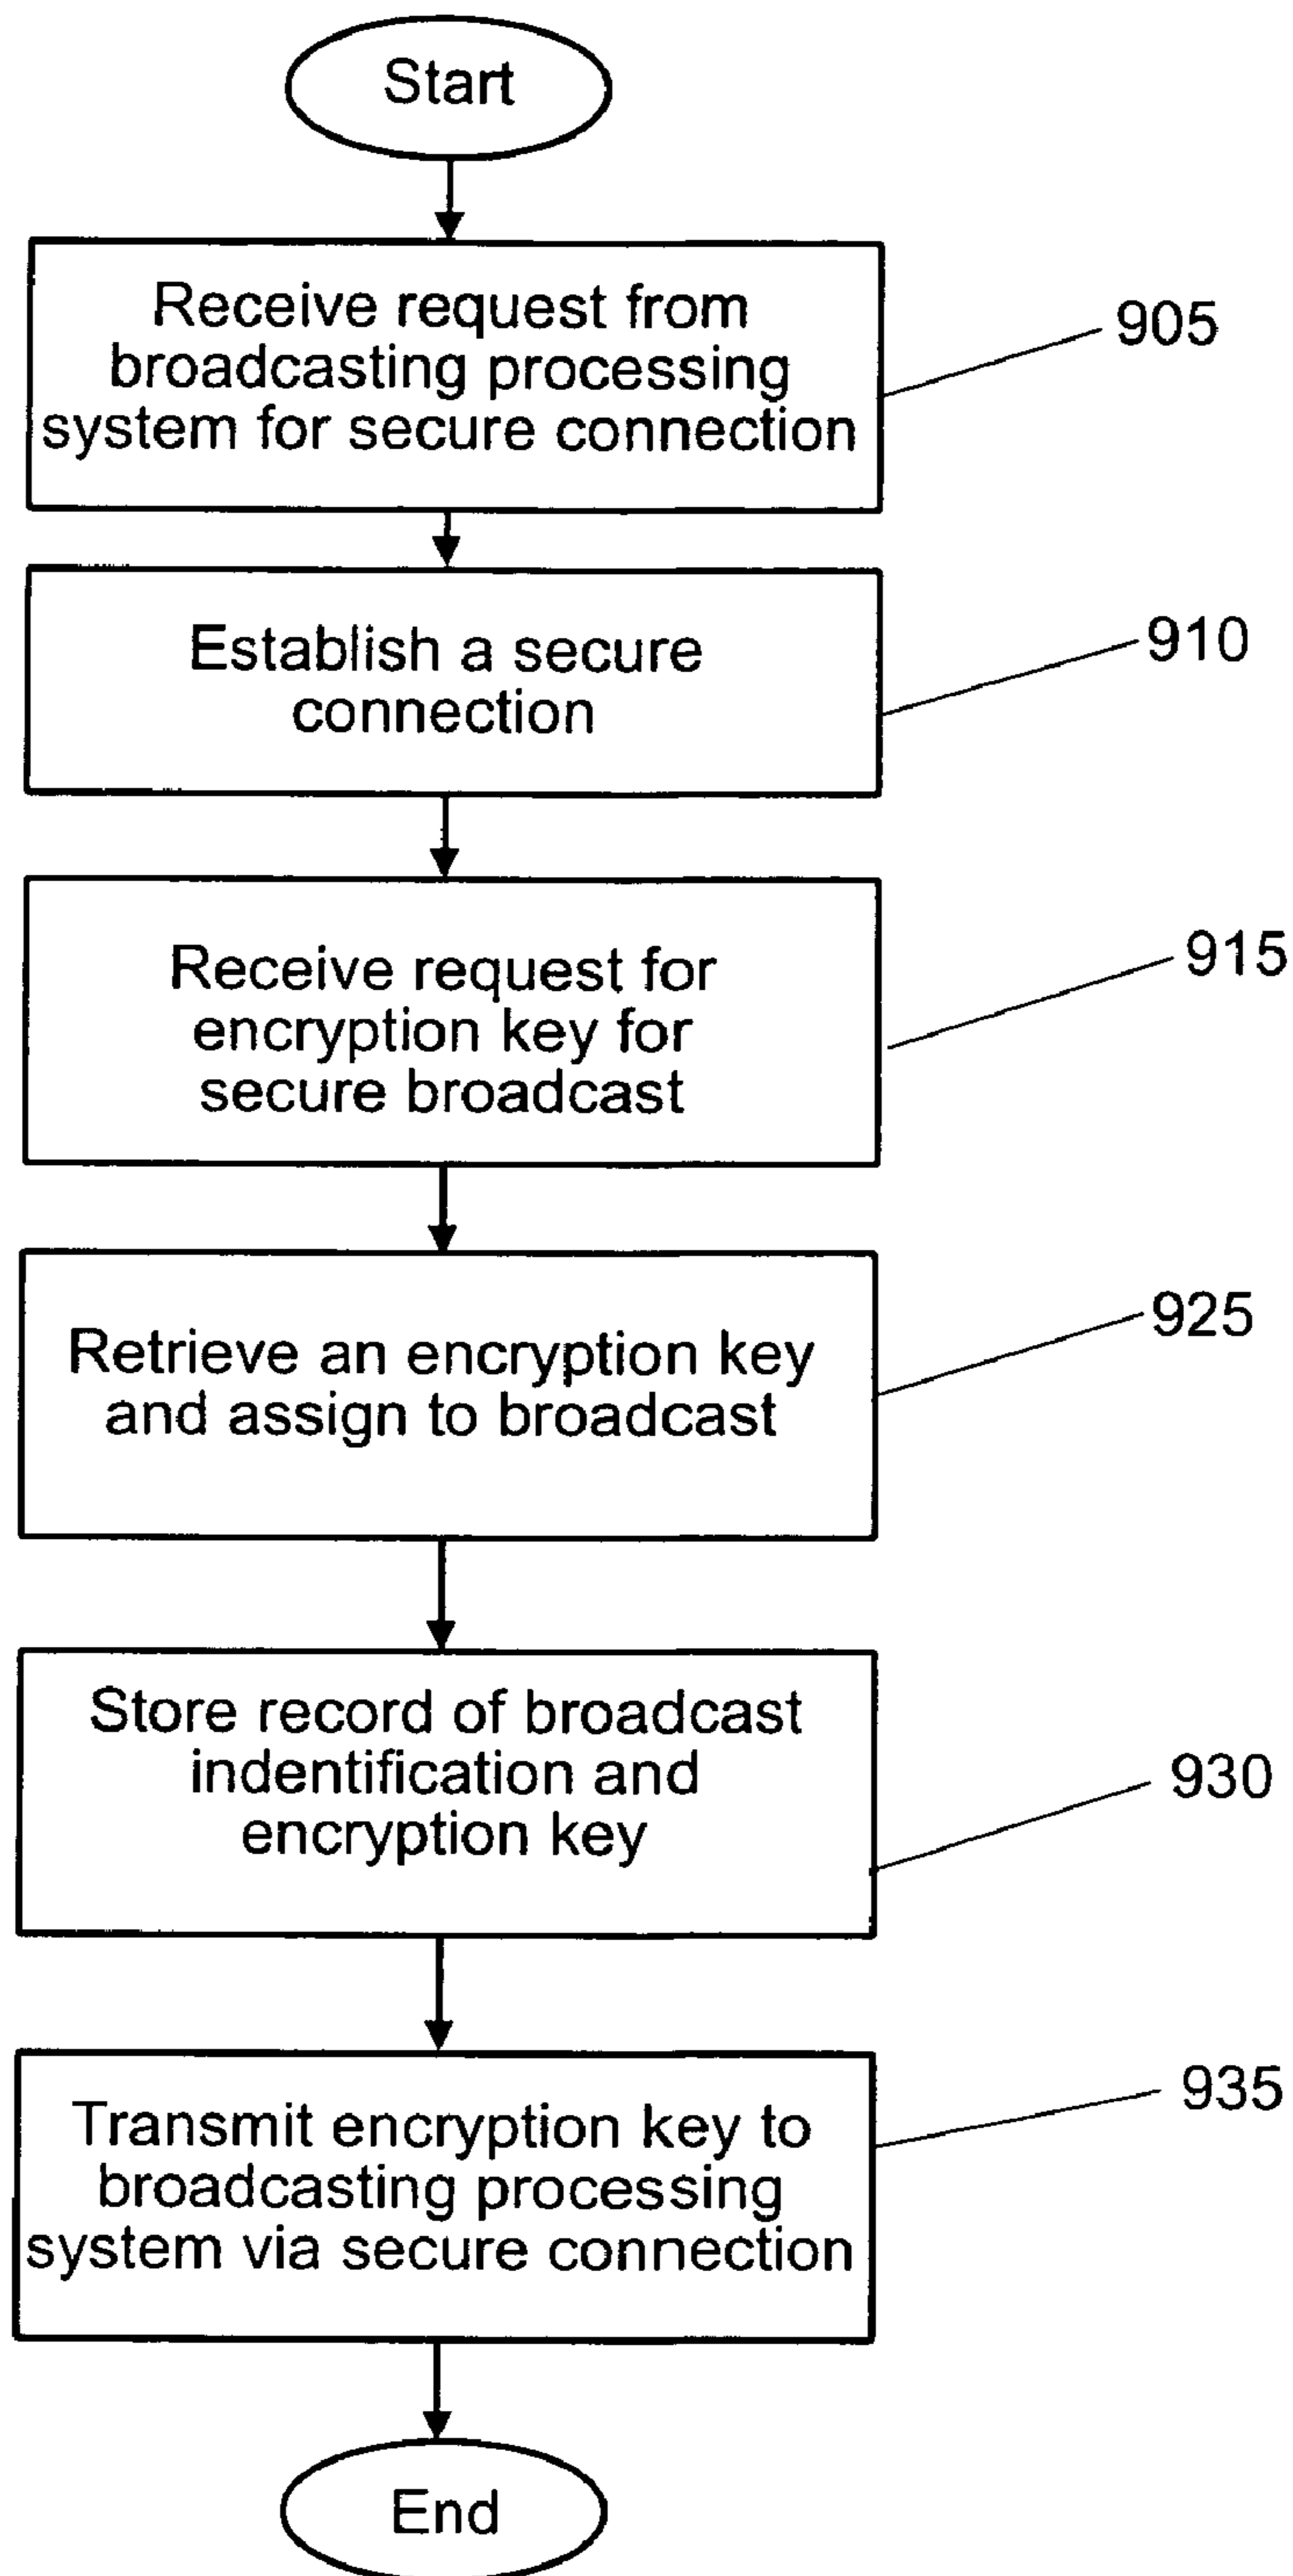 Start
Receive request from
broadcasting processing
system for secure connection
905
Establish a secure
connection
910
Receive request for
encryption key for
secure broadcast
915
Retrieve an encryption key
and assign to broadcast
925
Store record of broadcast
indentification and
encryption key
930
Transmit encryption key to
broadcasting processing
system via secure connection
935
End